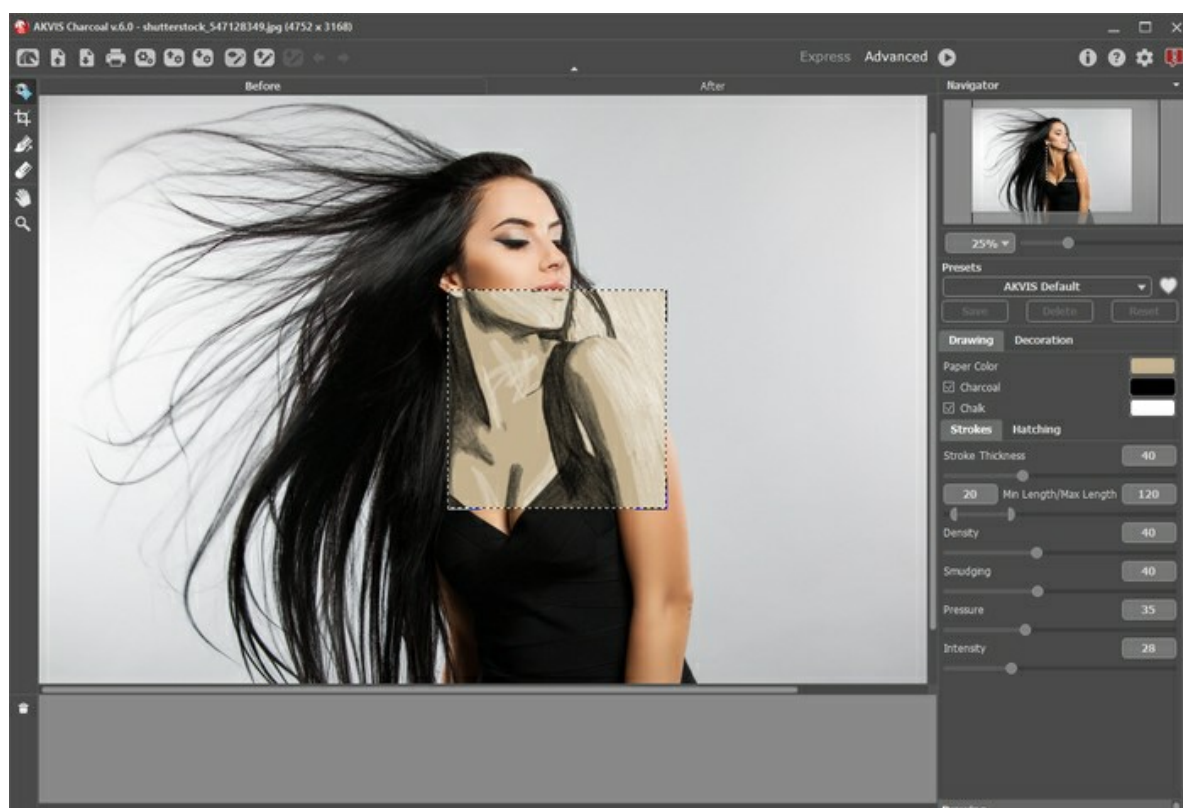 AKVIS Charcoal v.6.0 - shutterstock_547128349.jpg (4752 x 3168)
Express Advanced
Before After
Navigator
25%
Presets
AKVIS Default
Save Delete Reset
Drawing Decoration
Paper Color
Charcoal
Chalk
Strokes Hatching
Stroke Thickness 40
20 Min Length/Max Length 120
Density 40
Smudging 40
Pressure 35
Intensity 28